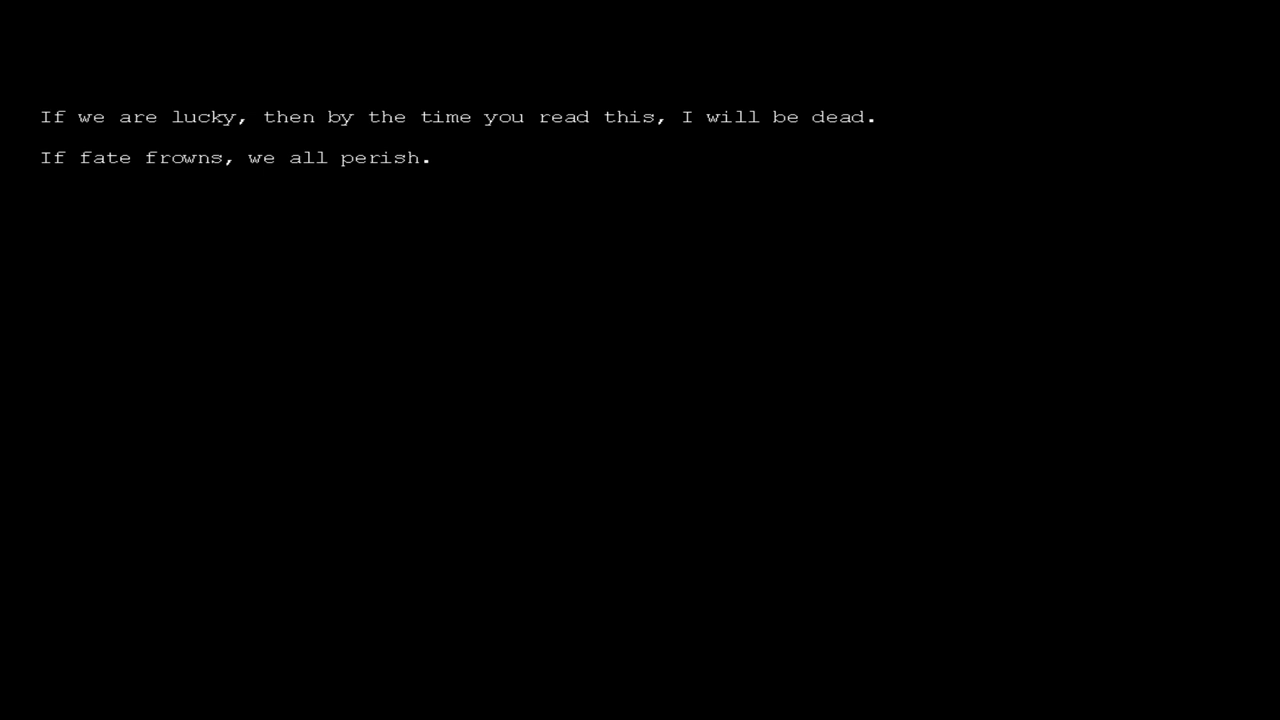 If we are lucky, then by the time you read this, I will be dead.
If fate frowns, we all perish.